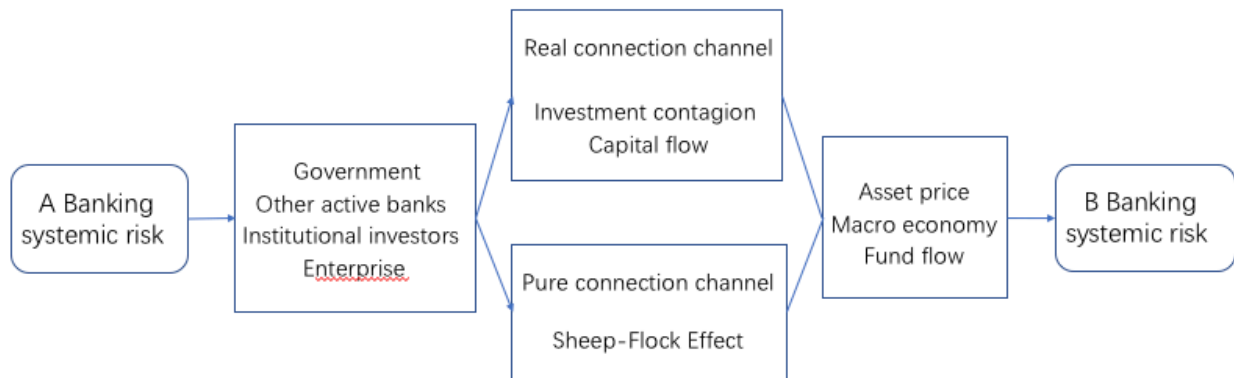 A Banking
systemic risk
Government
Other active banks
Institutional investors
Enterprise
Real connection channel
Investment contagion
Capital flow
Pure connection channel
Sheep-Flock Effect
Asset price
Macro economy
Fund flow
B Banking
systemic risk